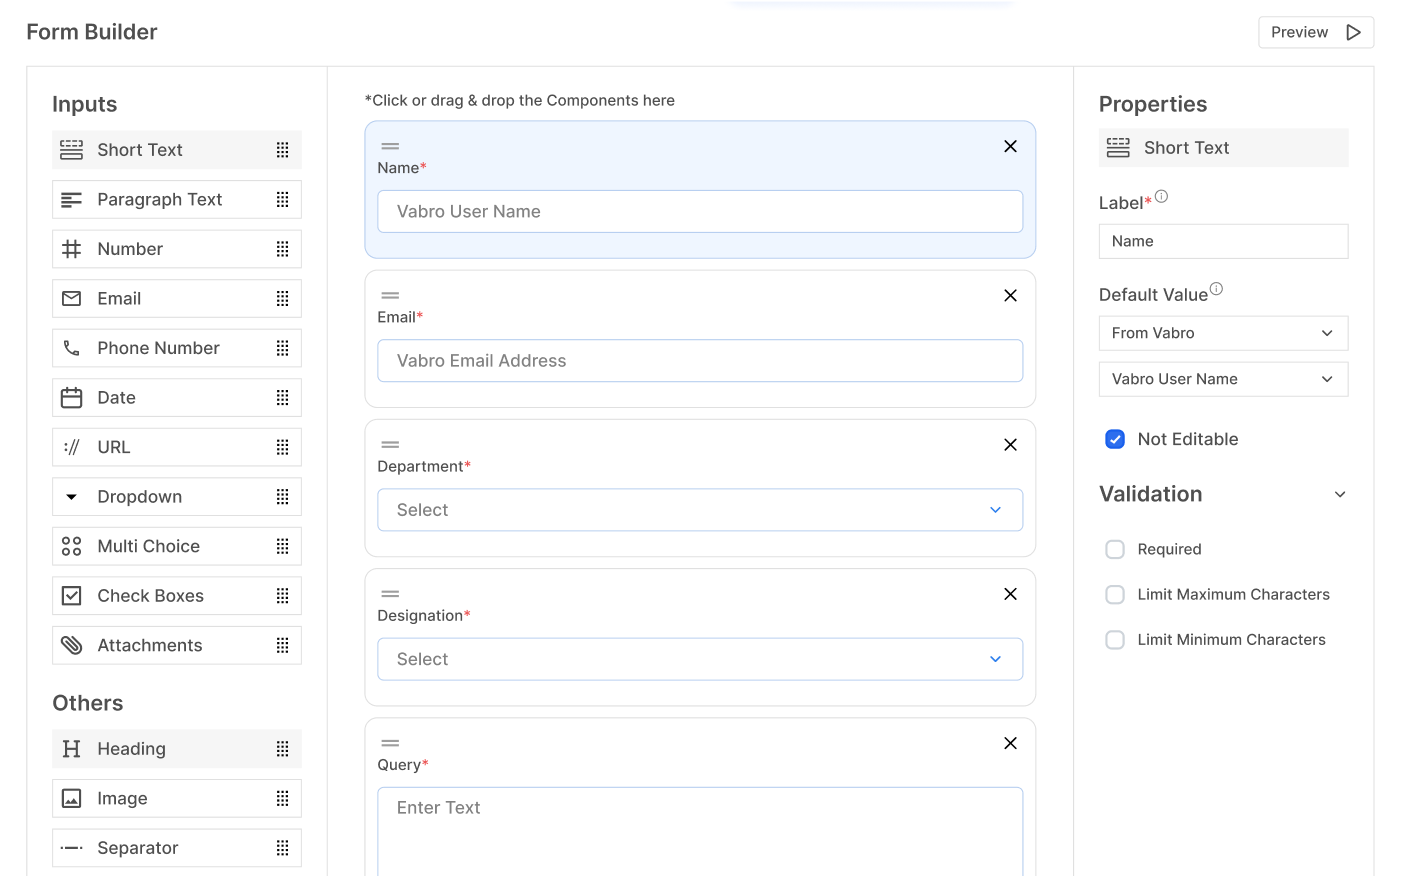 Form Builder
Preview
Inputs
Short Text
Paragraph Text
Number
Email
Phone Number
Date
URL
Dropdown
Multi Choice
Check Boxes
Attachments
Others
Heading
Image
Separator
*Click or drag & drop the Components here
Name*
Vabro User Name
Email*
Vabro Email Address
Department*
Select
Designation*
Select
Query*
Enter Text
Properties
Short Text
Label*
Name
Default Value
From Vabro
Vabro User Name
Not Editable
Validation
Required
Limit Maximum Characters
Limit Minimum Characters